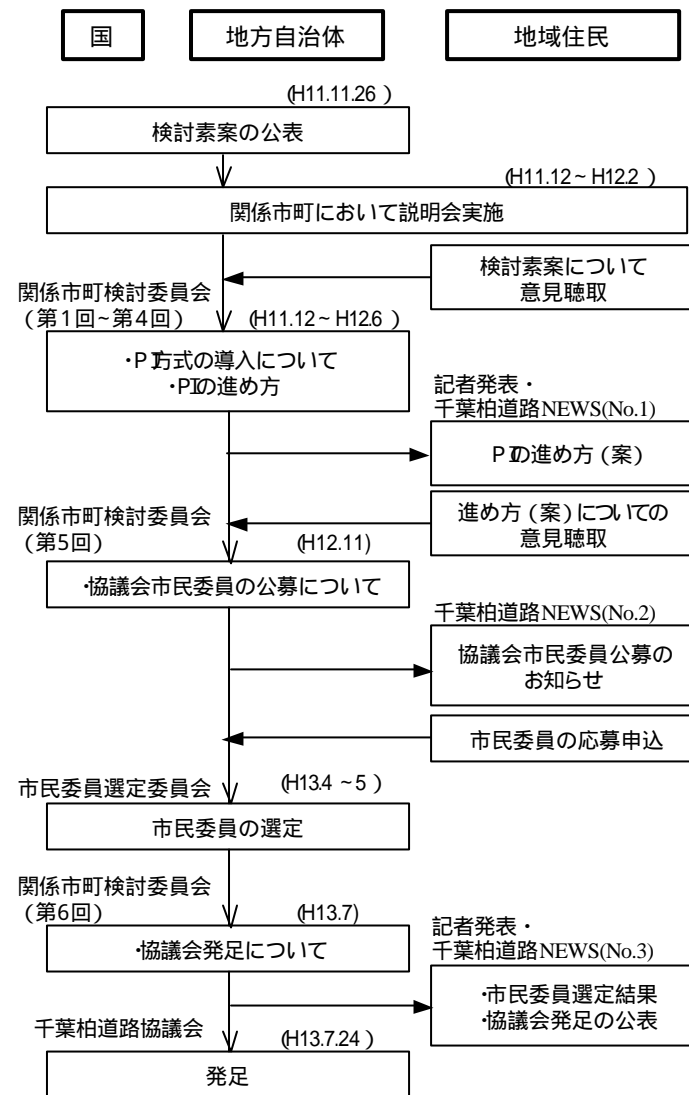 国
地方自治体
地域住民
(H11.11.26)
検討素案の公表
(H11.12~H12.2)
関係市町において説明会実施
検討素案について
意見聴取
関係市町検討委員会
(第1回~第4回)
(H11.12~H12.6)
・PI方式の導入について
・PIの進め方
記者発表・
千葉柏道路NEWS(No.1)
PIの進め方(案)
関係市町検討委員会
(第5回)
進め方(案)についての
意見聴取
(H12.11)
・協議会市民委員の公募について
千葉柏道路NEWS(No.2)
協議会市民委員公募の
お知らせ
市民委員の応募申込
市民委員選定委員会
(H13.4~5)
市民委員の選定
関係市町検討委員会
(第6回)
(H13.7)
・協議会発足について
記者発表・
千葉柏道路NEWS(No.3)
・市民委員選定結果
・協議会発足の公表
千葉柏道路協議会
(H13.7.24)
発足